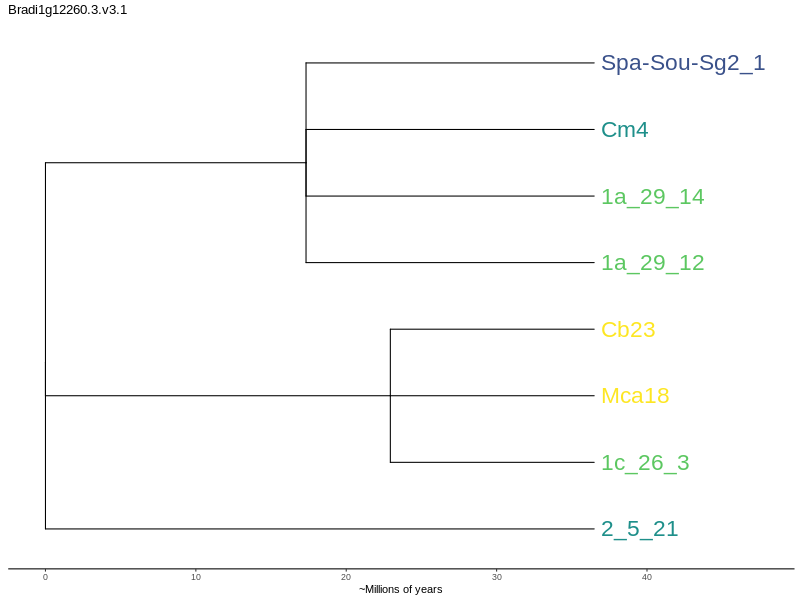 Bradi1g12260.3.v3.1
Spa-Sou-Sg2_1
Cm4
1a_29_14
1a_29_12
Cb23
Mca18
1c_26_3
2_5_21
0 10 20 30 40
~Millions of years